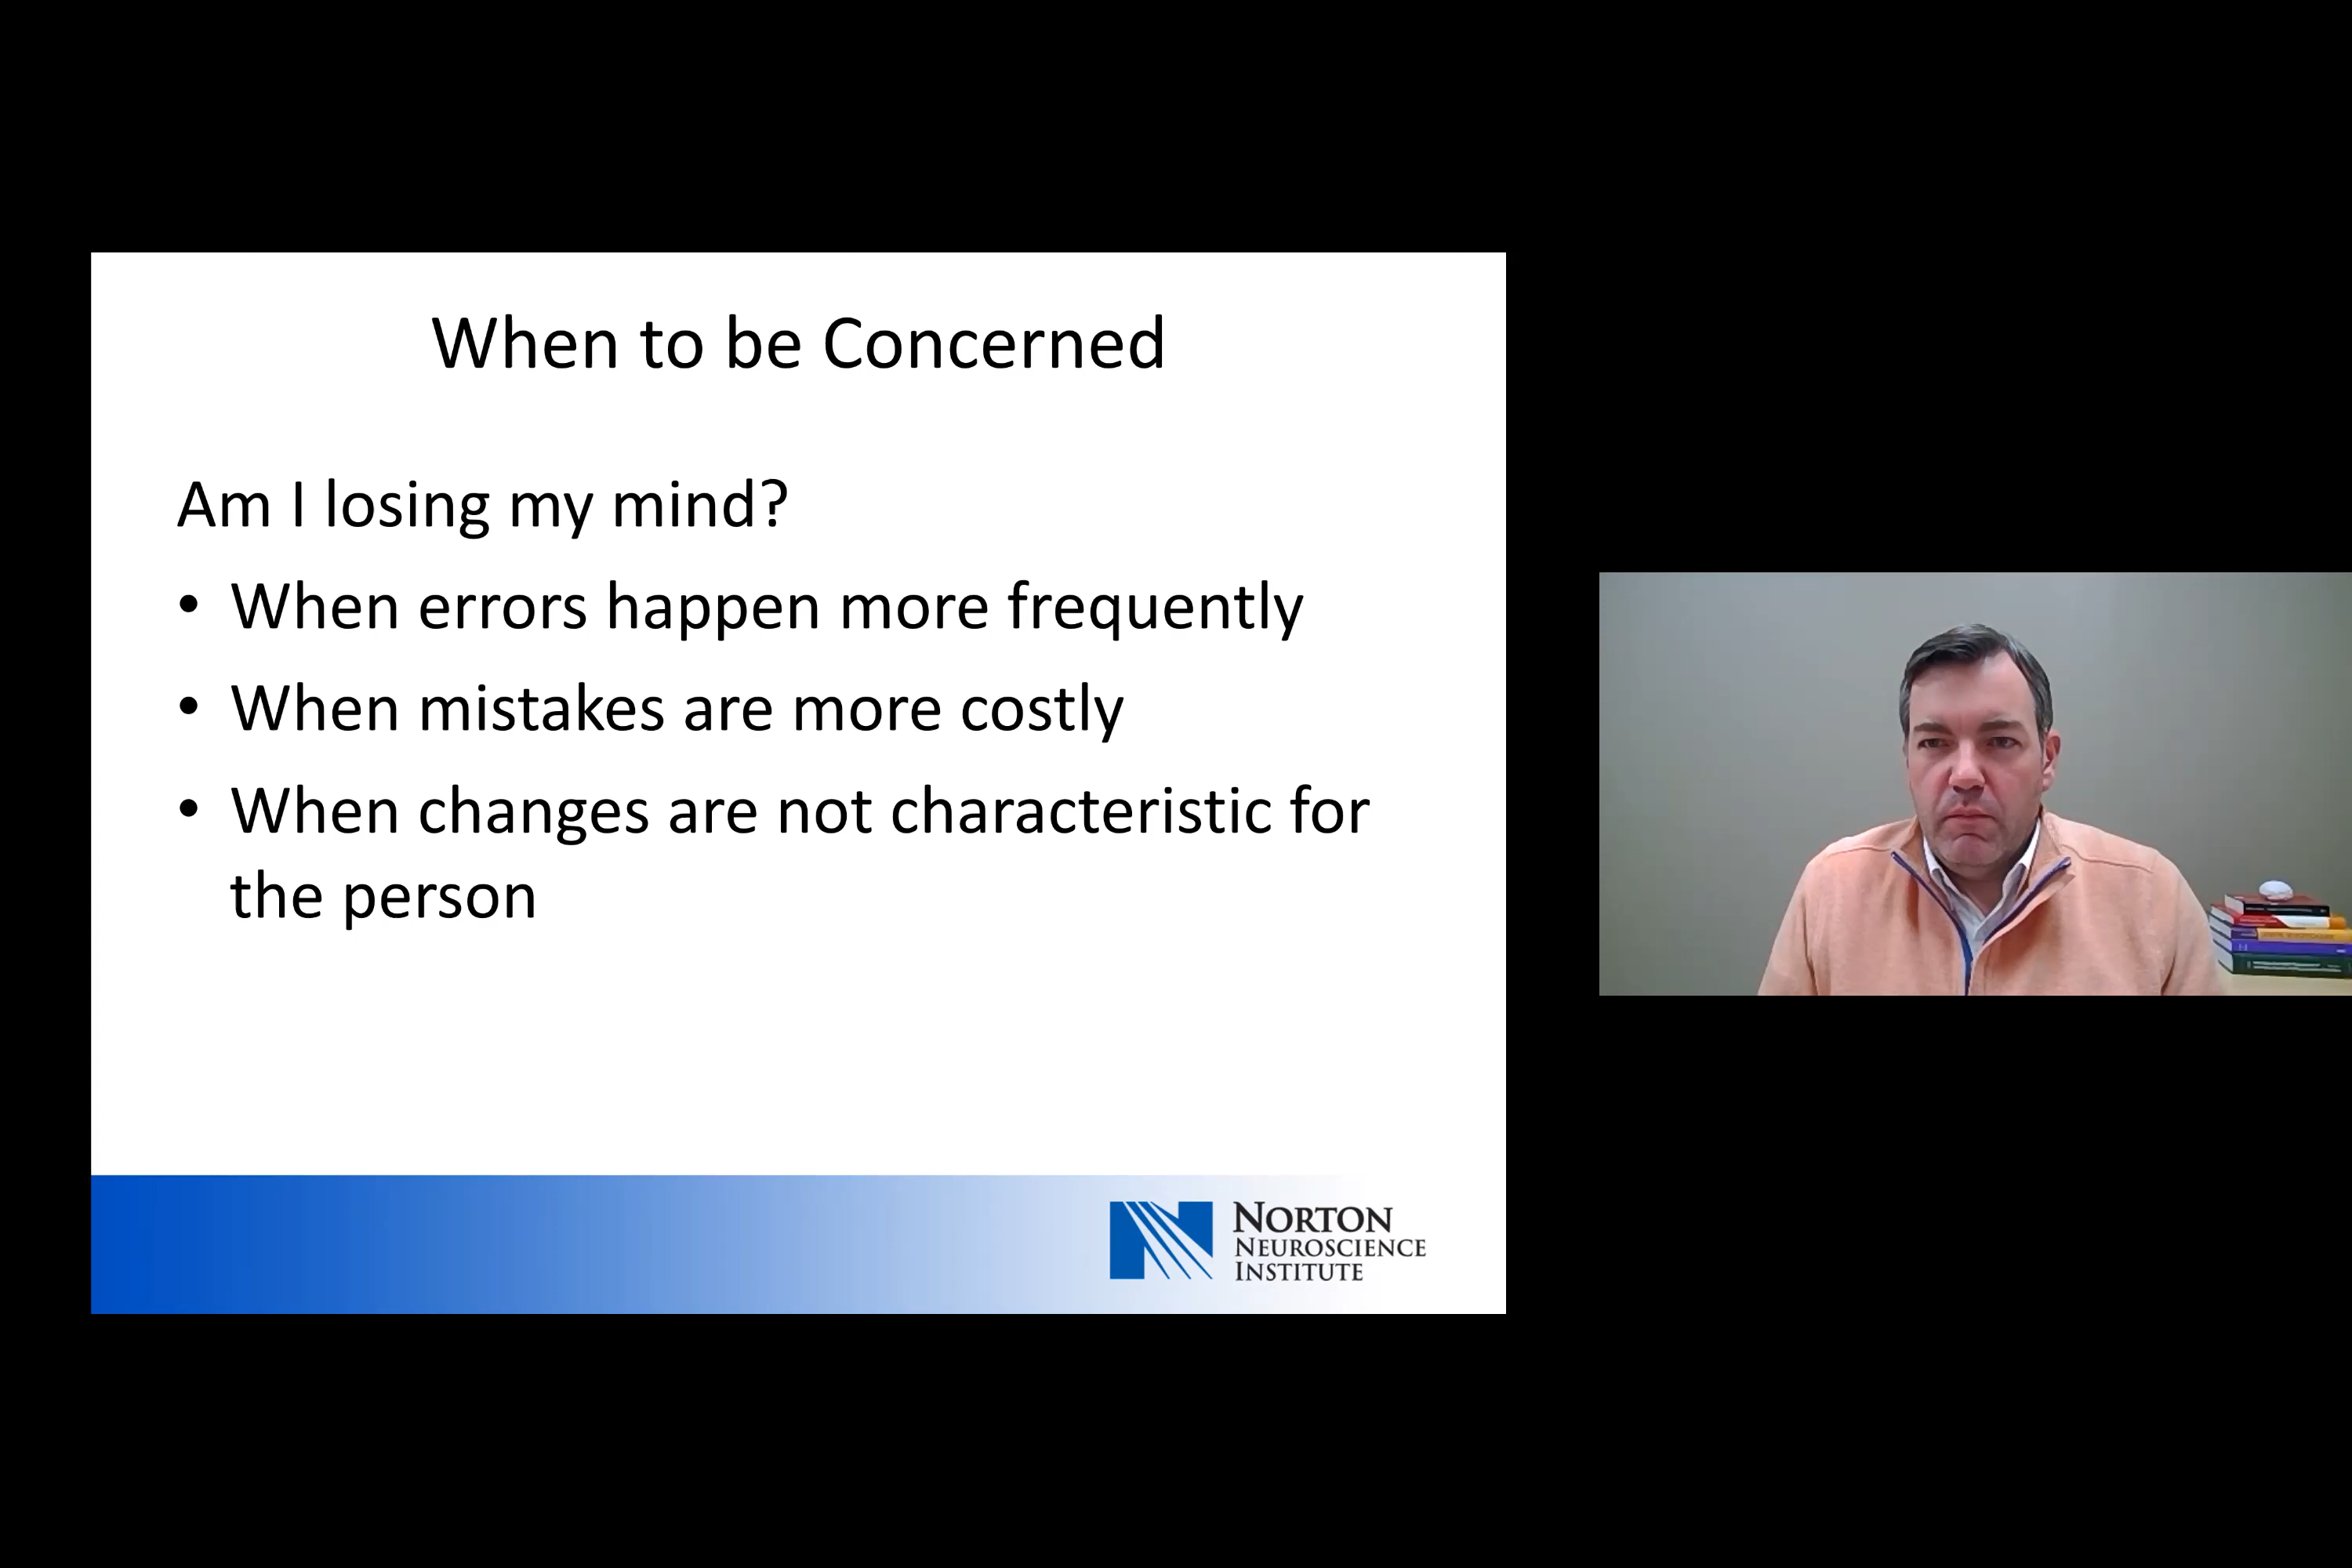 When to be Concerned
Am I losing my mind?
• When errors happen more frequently
• When mistakes are more costly
• When changes are not characteristic for
the person
NORTON
NEUROSCIENCE
INSTITUTE